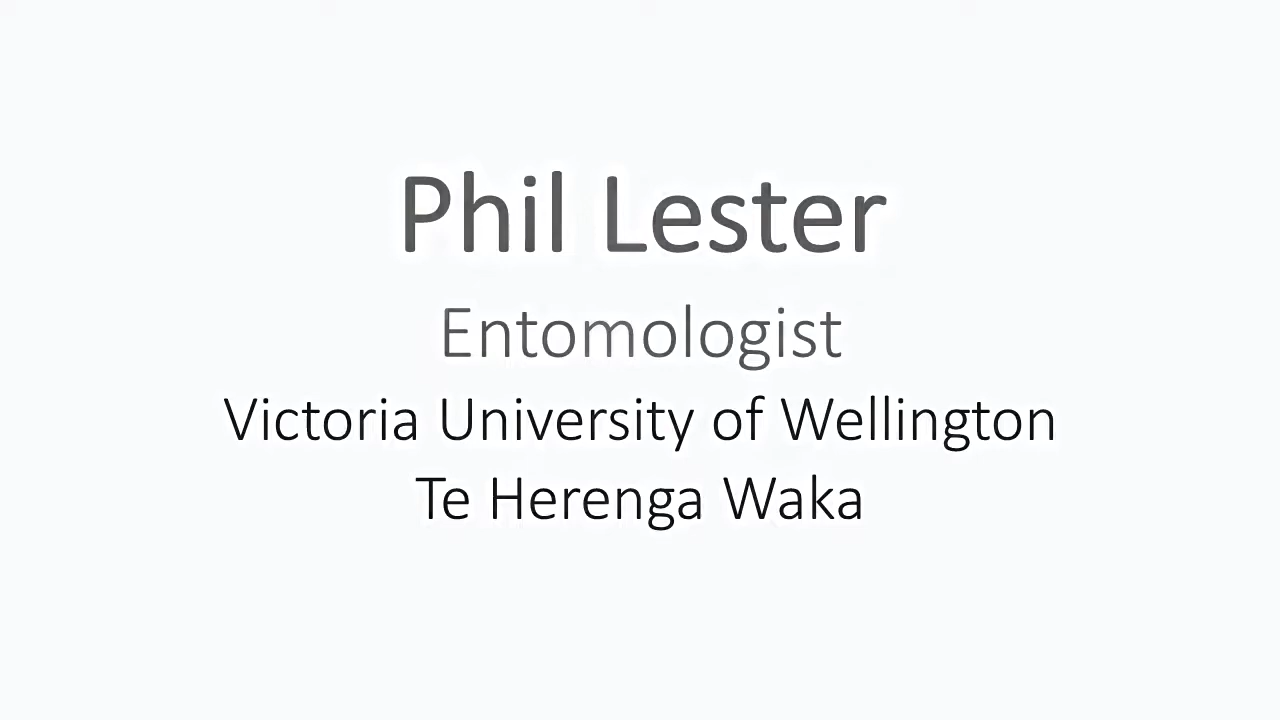 Phil Lester
Entomologist
Victoria University of Wellington
Te Herenga Waka